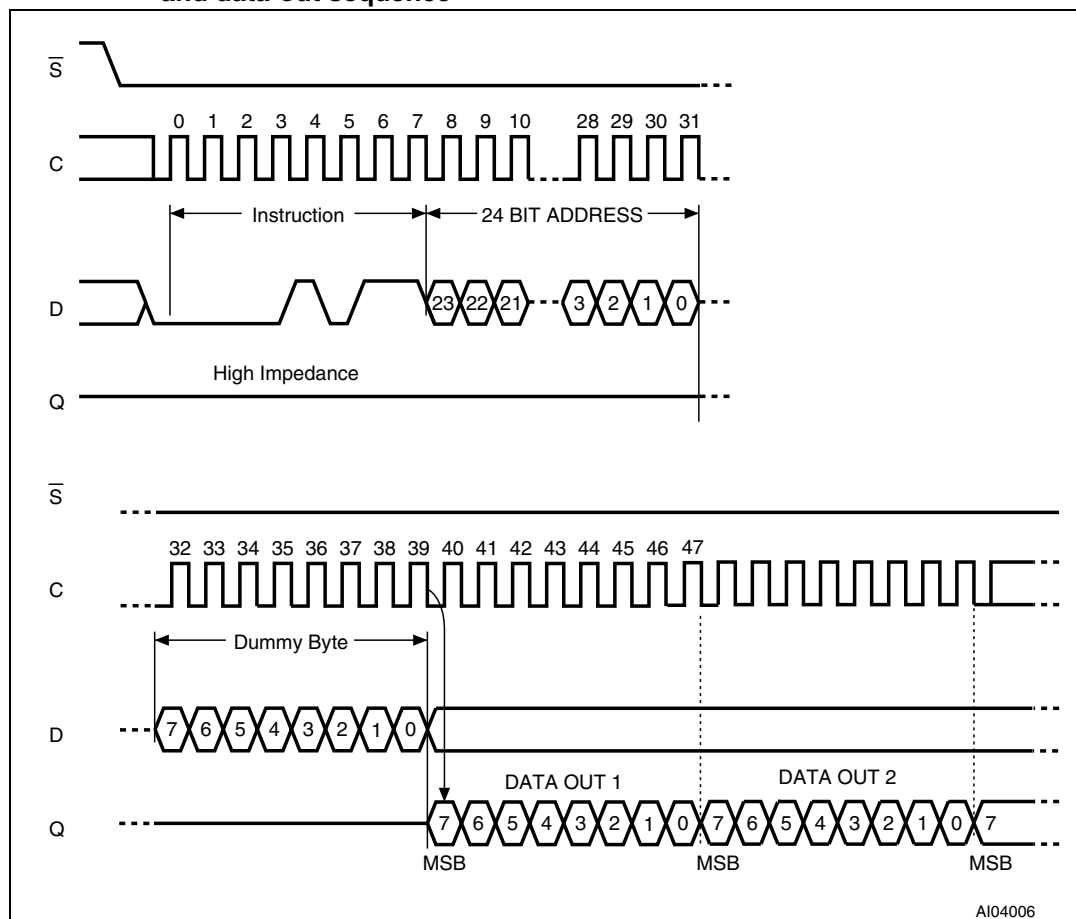 and data-out sequence
S
0 1 2 3 4 5 6 7 8 9 10 28 29 30 31
C
Instruction 24 BIT ADDRESS
D 23 22 21 3 2 1 0
High Impedance
Q
S
32 33 34 35 36 37 38 39 40 41 42 43 44 45 46 47
C
Dummy Byte
D 7 6 5 4 3 2 1 0
DATA OUT 1 DATA OUT 2
Q 7 6 5 4 3 2 1 0 7 6 5 4 3 2 1 0 7
MSB MSB MSB
AI04006